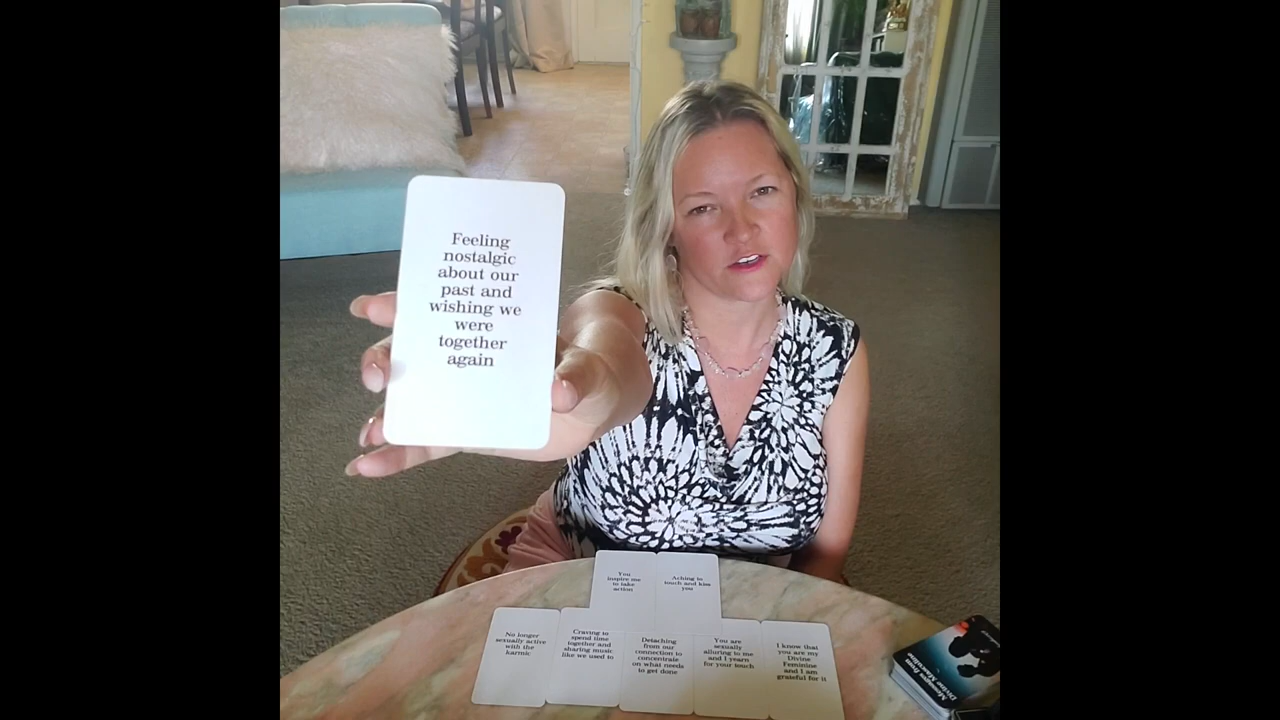 Feeling
nostalgic
about our
past and
wishing we
were
together
again
You
inspire me
to take
action
Aching to
touch and kiss
you
No longer
sexually active
with the
karmic
Craving to
spend time
together and
sharing music
like we used to
Detaching
from our
connection to
concentrate
on what needs
to get done
You are
sexually
alluring to me
and I yearn
for your touch
I know that
you are my
Divine
Feminine
and I am
grateful for it
Messages from
Divine Masculine